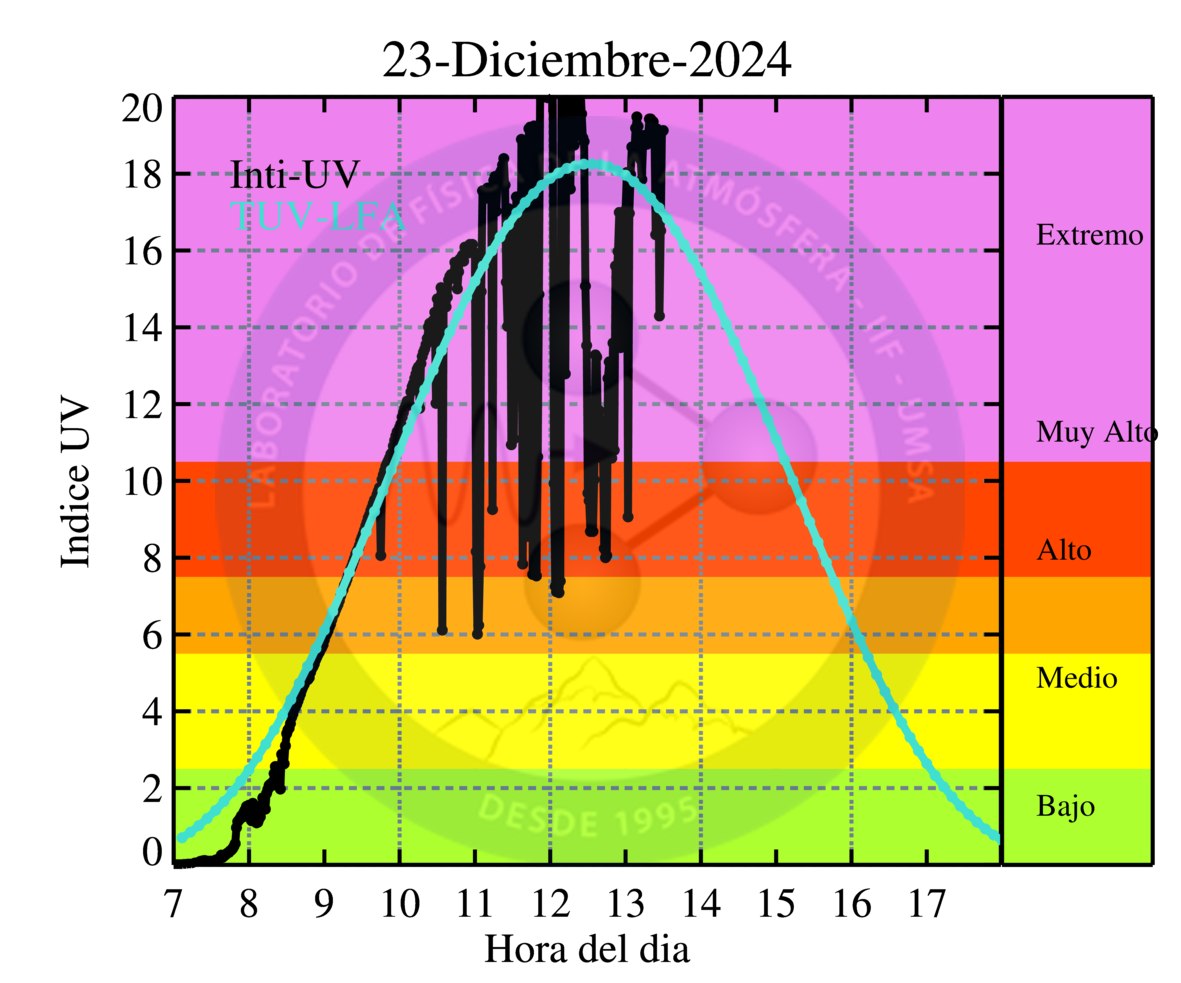 23-Diciembre-2024
Inti-UV
TUV-LFA
Indice UV
20
18
16
14
12
10
8
6
4
2
0
7 8 9 10 11 12 13 14 15 16 17
Hora del dia
Extremo
Muy Alto
Alto
Medio
Bajo
LABORATORIO DE FÍSICA DE LA ATMÓSFERA - IIF - UMSA
DESDE 1995